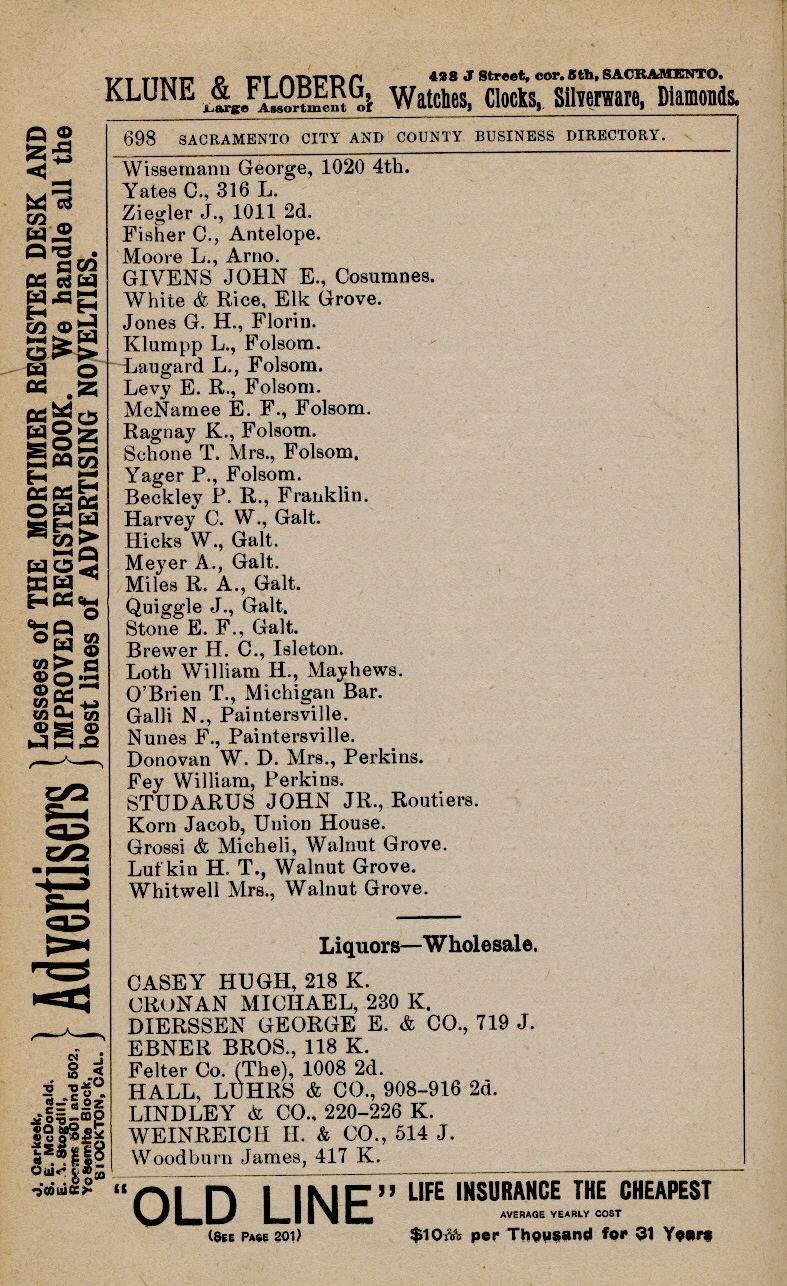 KLUNE & FLOBERG, 428 J Street, cor. 5th, SACRAMENTO.
Large Assortment of Watches, Clocks, Silverware, Diamonds.
698 SACRAMENTO CITY AND COUNTY BUSINESS DIRECTORY.
Wissemann George, 1020 4th.
Yates C., 316 L.
Ziegler J., 1011 2d.
Fisher C., Antelope.
Moore L., Arno.
GIVENS JOHN E., Cosumnes.
White & Rice, Elk Grove.
Jones G. H., Florin.
Klumpp L., Folsom.
Laugard L., Folsom.
Levy E. R., Folsom.
McNamee E. F., Folsom.
Ragnay K., Folsom.
Schone T. Mrs., Folsom.
Yager P., Folsom.
Beckley P. R., Franklin.
Harvey C. W., Galt.
Hicks W., Galt.
Meyer A., Galt.
Miles R. A., Galt.
Quiggle J., Galt.
Stone E. F., Galt.
Brewer H. C., Isleton.
Loth William H., Mayhews.
O'Brien T., Michigan Bar.
Galli N., Paintersville.
Nunes F., Paintersville.
Donovan W. D. Mrs., Perkins.
Fey William, Perkins.
STUDARUS JOHN JR., Routiers.
Korn Jacob, Union House.
Grossi & Micheli, Walnut Grove.
Lufkin H. T., Walnut Grove.
Whitwell Mrs., Walnut Grove.
Liquors—Wholesale.
CASEY HUGH, 218 K.
CRONAN MICHAEL, 230 K.
DIERSSEN GEORGE E. & CO., 719 J.
EBNER BROS., 118 K.
Felter Co. (The), 1008 2d.
HALL, LUHRS & CO., 908-916 2d.
LINDLEY & CO., 220-226 K.
WEINREICH H. & CO., 514 J.
Woodburn James, 417 K.
J. Carkeek,
S. E. McDonald.
E. A. Stogdill,
Rooms 501 and 502,
Yosemite Block,
STOCKTON, CAL.
} Advertisers {
Lessees of THE MORTIMER REGISTER DESK AND
IMPROVED REGISTER BOOK. We handle all the
best lines of ADVERTISING NOVELTIES.
"OLD LINE" LIFE INSURANCE THE CHEAPEST
(SEE PAGE 201)
AVERAGE YEARLY COST
per Thousand for 31 Years